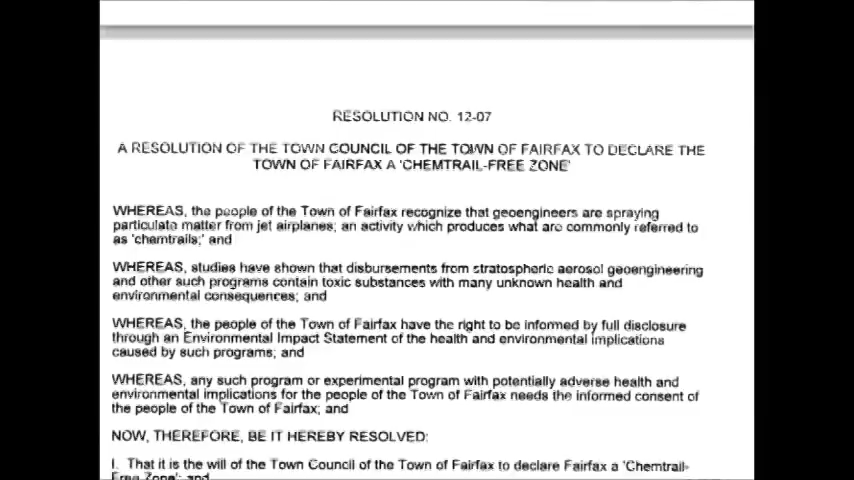 RESOLUTION NO. 12-07
A RESOLUTION OF THE TOWN COUNCIL OF THE TOWN OF FAIRFAX TO DECLARE THE
TOWN OF FAIRFAX A 'CHEMTRAIL-FREE ZONE'
WHEREAS, the people of the Town of Fairfax recognize that geoengineers are spraying
particulate matter from jet airplanes; an activity which produces what are commonly referred to
as 'chemtrails;' and
WHEREAS, studies have shown that disbursements from stratospheric aerosol geoengineering
and other such programs contain toxic substances with many unknown health and
environmental consequences; and
WHEREAS, the people of the Town of Fairfax have the right to be informed by full disclosure
through an Environmental Impact Statement of the health and environmental implications
caused by such programs; and
WHEREAS, any such program or experimental program with potentially adverse health and
environmental implications for the people of the Town of Fairfax needs the informed consent of
the people of the Town of Fairfax; and
NOW, THEREFORE, BE IT HEREBY RESOLVED:
I. That it is the will of the Town Council of the Town of Fairfax to declare Fairfax a 'Chemtrail-
Free Zone'; and